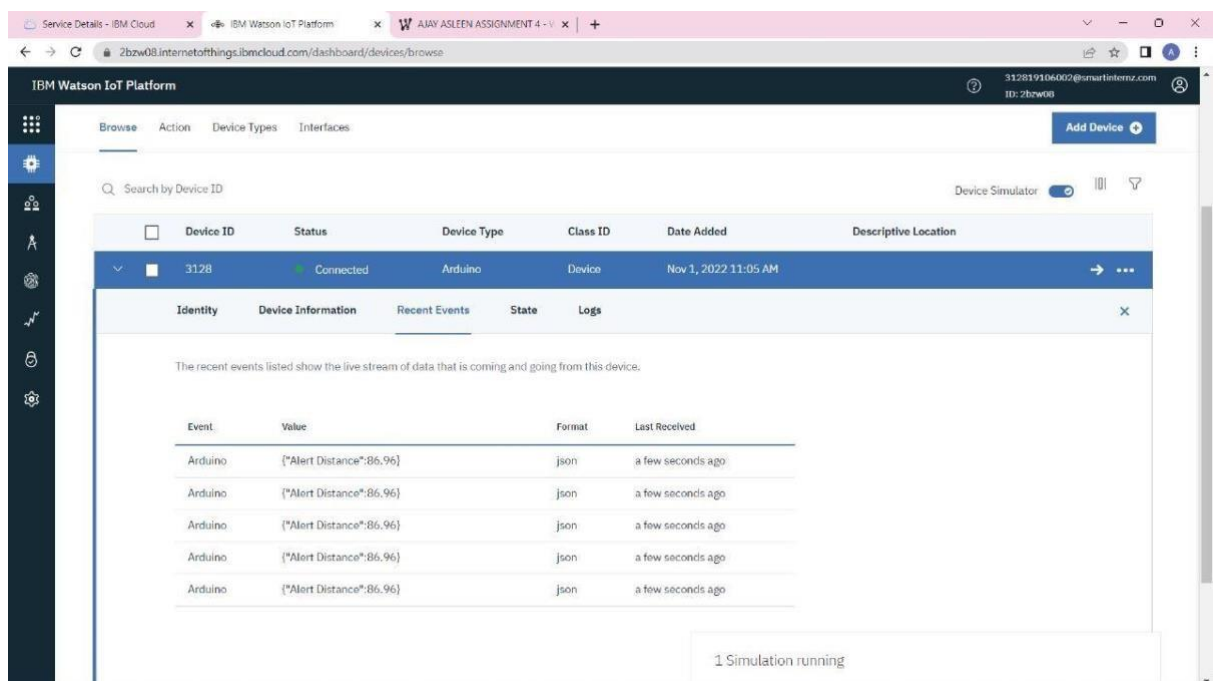 Service Details - IBM Cloud
IBM Watson IoT Platform
AJAY ASLEEN ASSIGNMENT 4 -
2bzw08.internetofthings.ibmcloud.com/dashboard/devices/browse
A
IBM Watson IoT Platform
312819106002@smartinternz.com
ID: 2bzw08
Browse Action Device Types Interfaces
Add Device
Search by Device ID
Device Simulator
Device ID Status Device Type Class ID Date Added Descriptive Location
3128 Connected Arduino Device Nov 1, 2022 11:05 AM
Identity Device Information Recent Events State Logs
The recent events listed show the live stream of data that is coming and going from this device.
Event Value Format Last Received
Arduino {"Alert Distance":86.96} json a few seconds ago
Arduino {"Alert Distance":86.96} json a few seconds ago
Arduino {"Alert Distance":86.96} json a few seconds ago
Arduino {"Alert Distance":86.96} json a few seconds ago
Arduino {"Alert Distance":86.96} json a few seconds ago
1 Simulation running